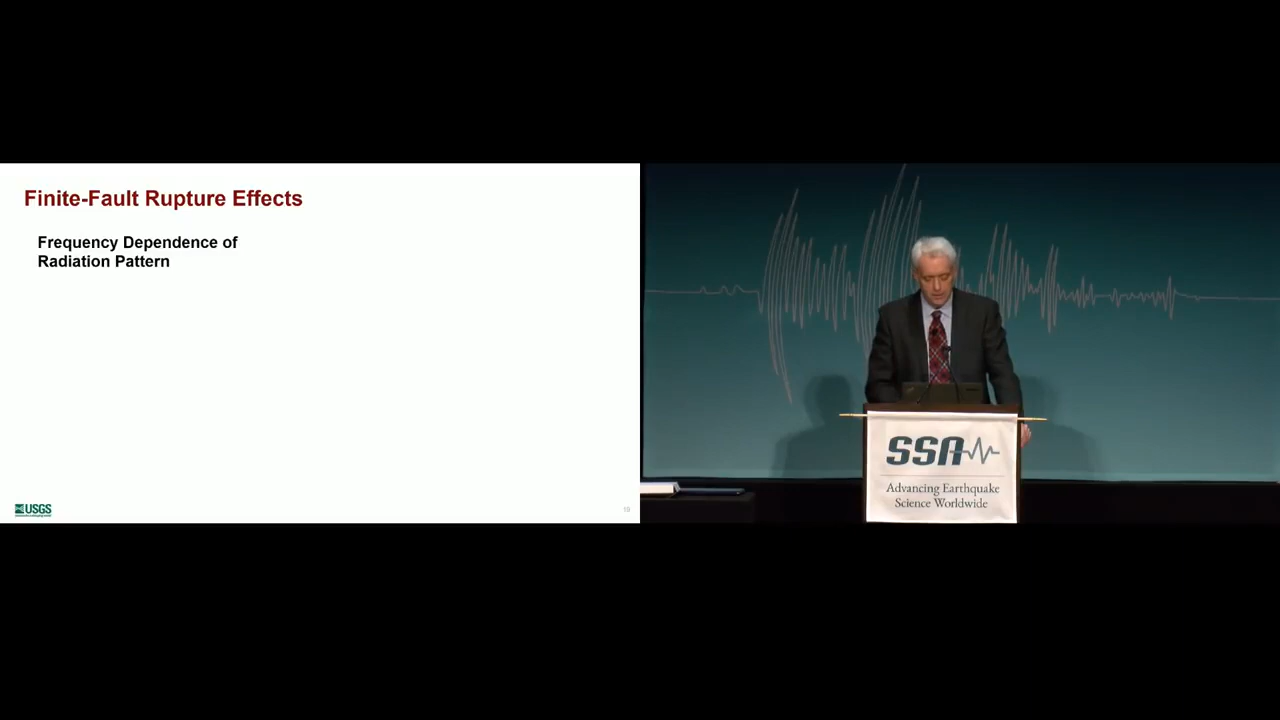 Finite-Fault Rupture Effects
Frequency Dependence of
Radiation Pattern
USGS
SSA
Advancing Earthquake
Science Worldwide